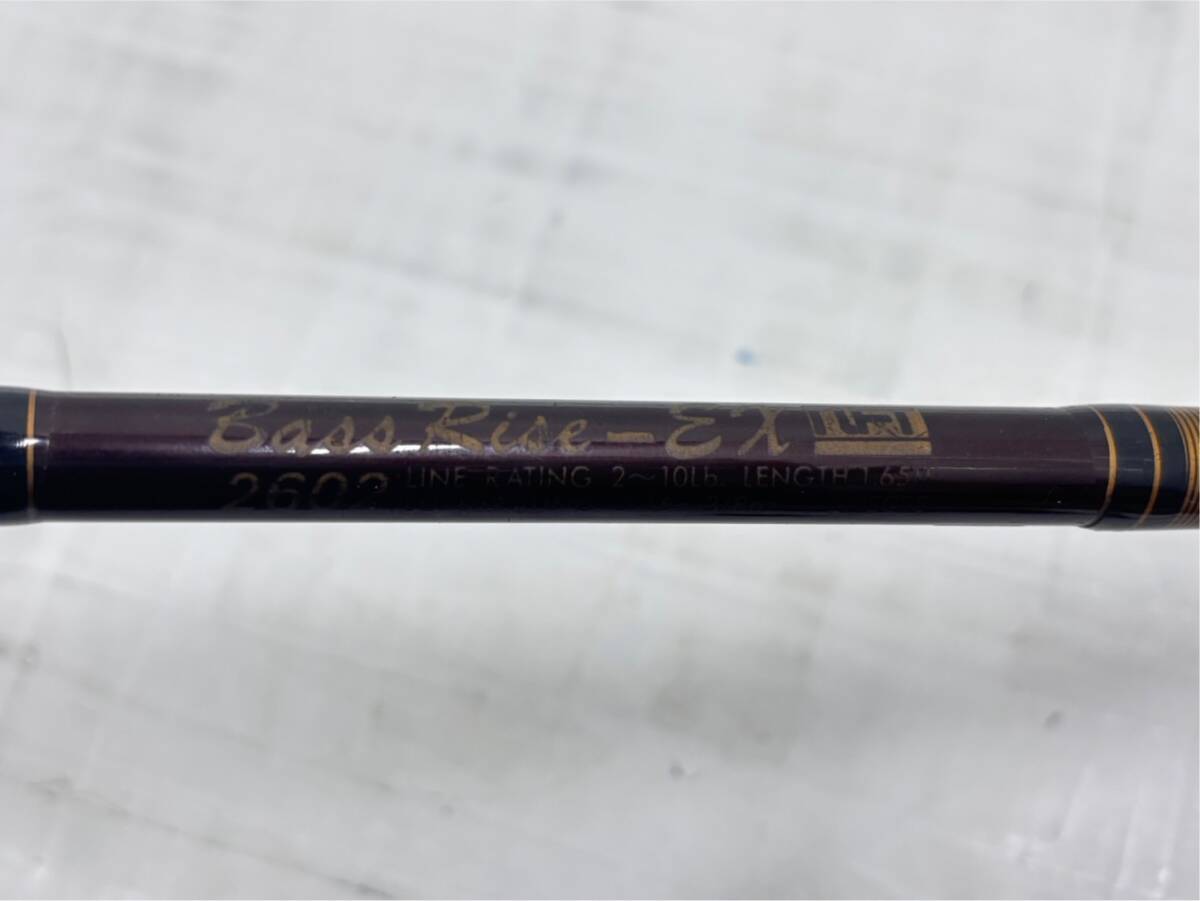 Bass Rise-EX
2602 LINE RATING 2~10Lb. LENGTH 1.65m